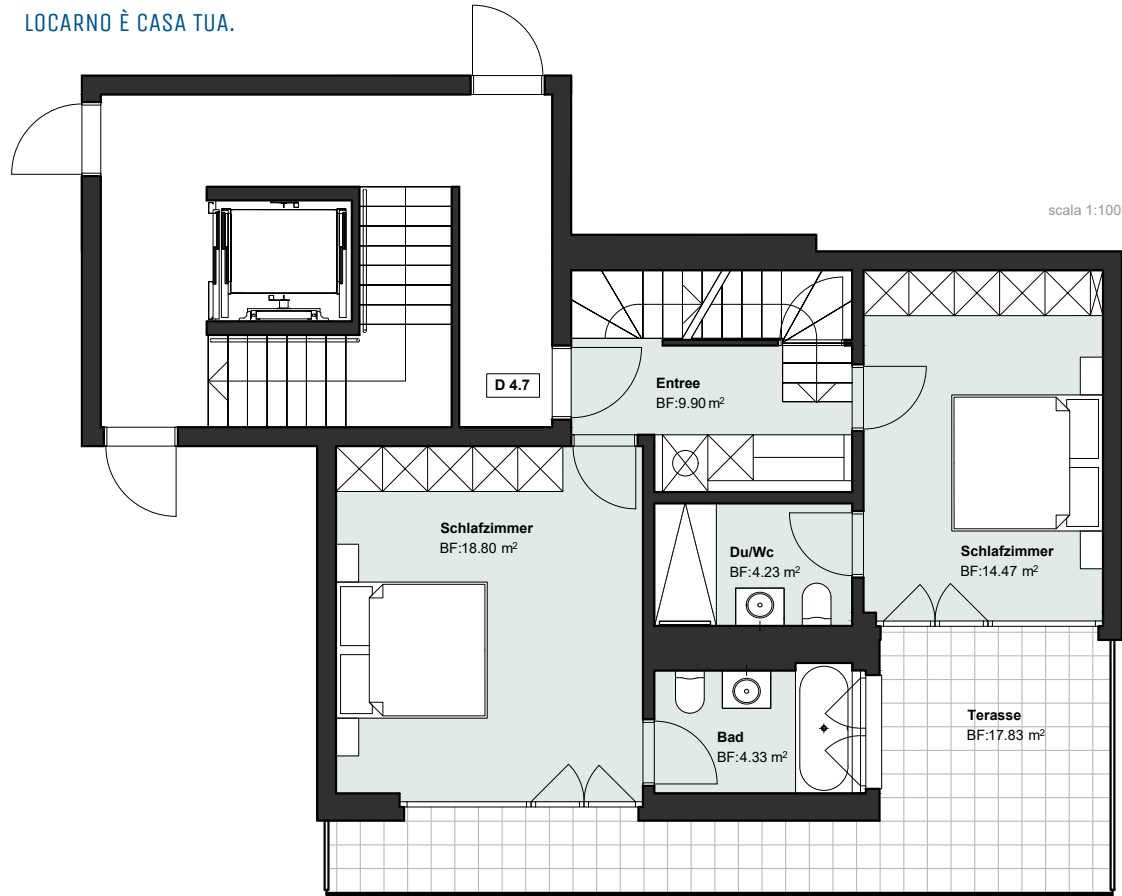 LOCARNO È CASA TUA.
scala 1:100
D 4.7
Entree
BF:9.90 m²
Schlafzimmer
BF:18.80 m²
Du/Wc
BF:4.23 m²
Schlafzimmer
BF:14.47 m²
Terasse
BF:17.83 m²
Bad
BF:4.33 m²